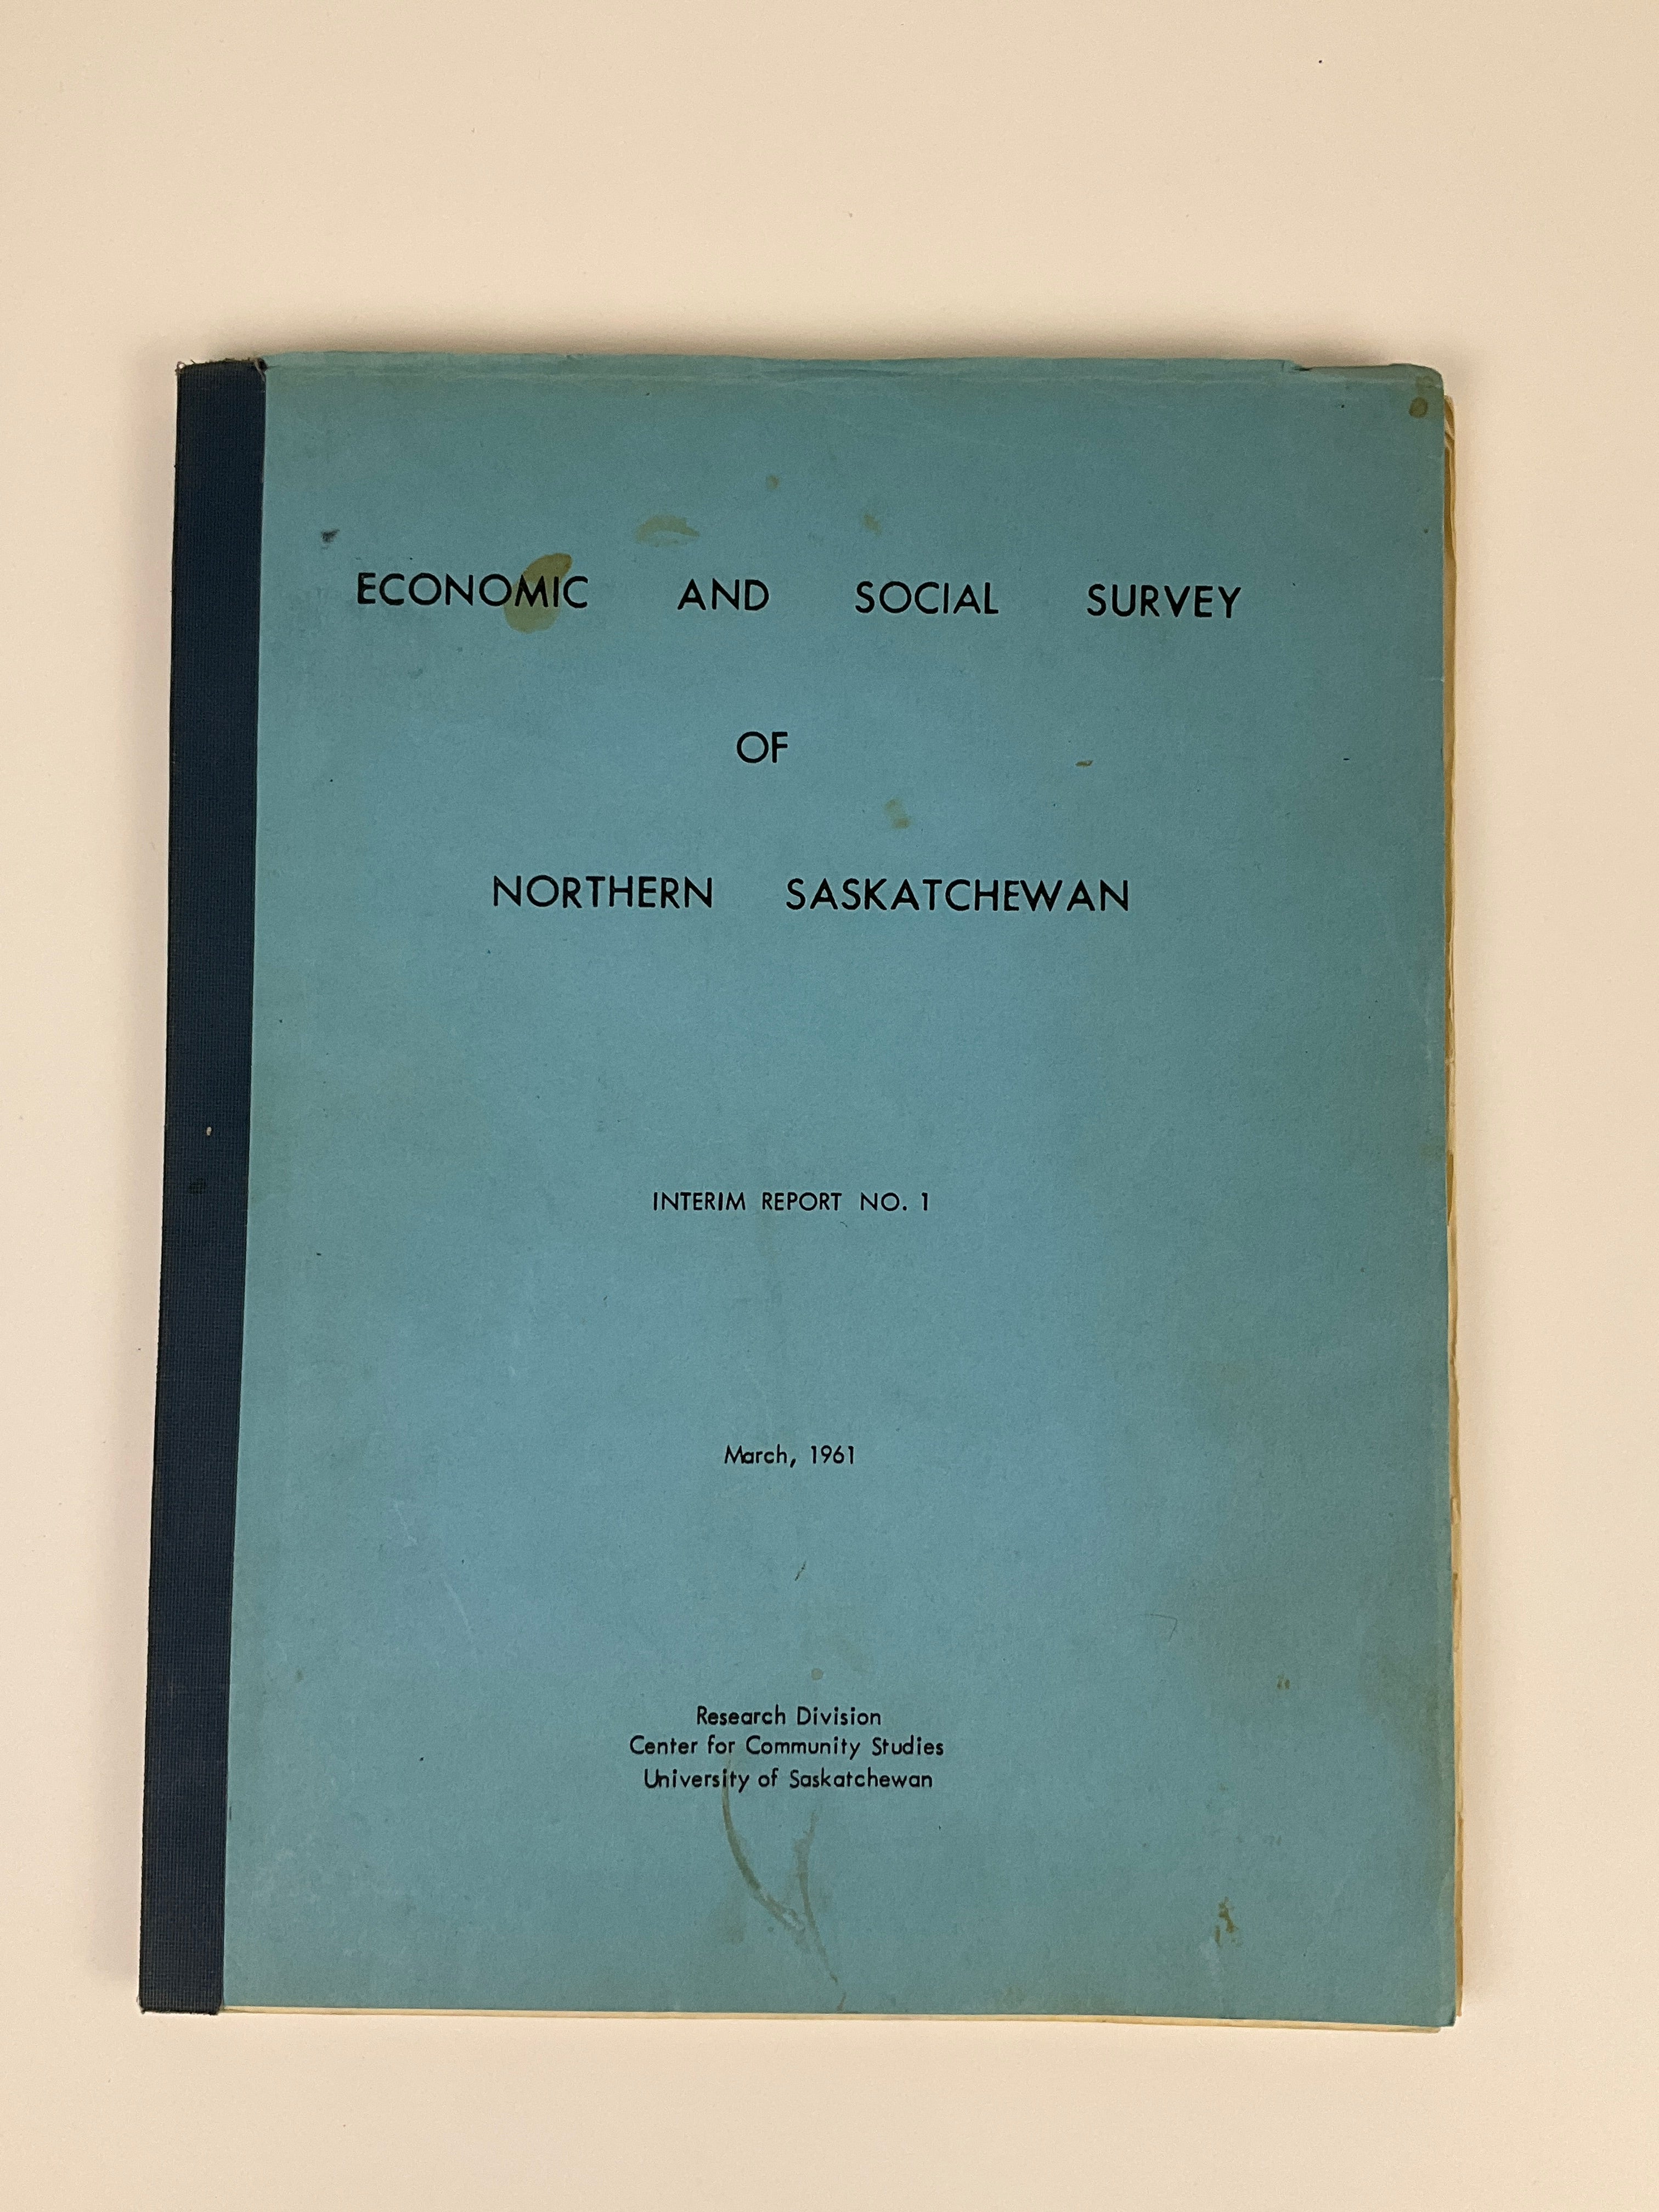 ECONOMIC AND SOCIAL SURVEY
OF
NORTHERN SASKATCHEWAN
INTERIM REPORT NO. 1
March, 1961
Research Division
Center for Community Studies
University of Saskatchewan